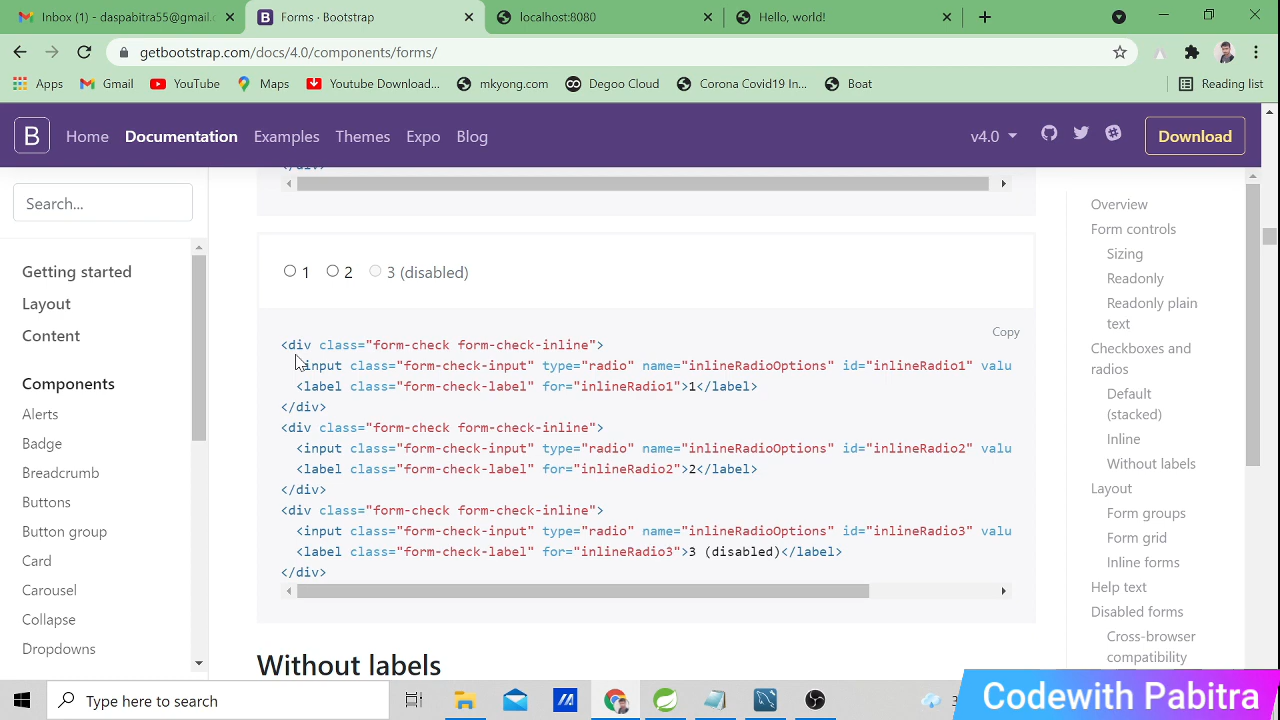 daspabitra55@gmail.c
Forms · Bootstrap
localhost:8080
Hello, world!
getbootstrap.com/docs/4.0/components/forms/
Apps
Gmail
YouTube
Maps
Youtube Download...
mkyong.com
Degoo Cloud
Corona Covid19 In...
Boat
Reading list
B
Home
Documentation
Examples
Themes
Expo
Blog
v4.0
Download
Search...
Getting started
Layout
Content
Components
Alerts
Badge
Breadcrumb
Buttons
Button group
Card
Carousel
Collapse
Dropdowns
1 2 3 (disabled)
Copy
<div class="form-check form-check-inline">
<input class="form-check-input" type="radio" name="inlineRadioOptions" id="inlineRadio1" valu
<label class="form-check-label" for="inlineRadio1">1</label>
</div>
<div class="form-check form-check-inline">
<input class="form-check-input" type="radio" name="inlineRadioOptions" id="inlineRadio2" valu
<label class="form-check-label" for="inlineRadio2">2</label>
</div>
<div class="form-check form-check-inline">
<input class="form-check-input" type="radio" name="inlineRadioOptions" id="inlineRadio3" valu
<label class="form-check-label" for="inlineRadio3">3 (disabled)</label>
</div>
Without labels
Overview
Form controls
Sizing
Readonly
Readonly plain
text
Checkboxes and
radios
Default
(stacked)
Inline
Without labels
Layout
Form groups
Form grid
Inline forms
Help text
Disabled forms
Cross-browser
compatibility
Type here to search
Codewith Pabitra